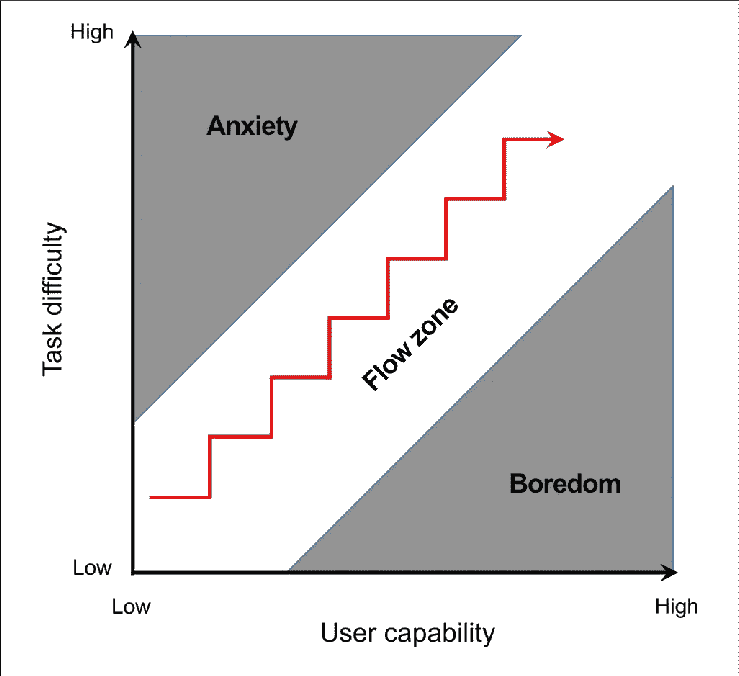 High
Anxiety
Task difficulty
Flow zone
Boredom
Low
Low
High
User capability